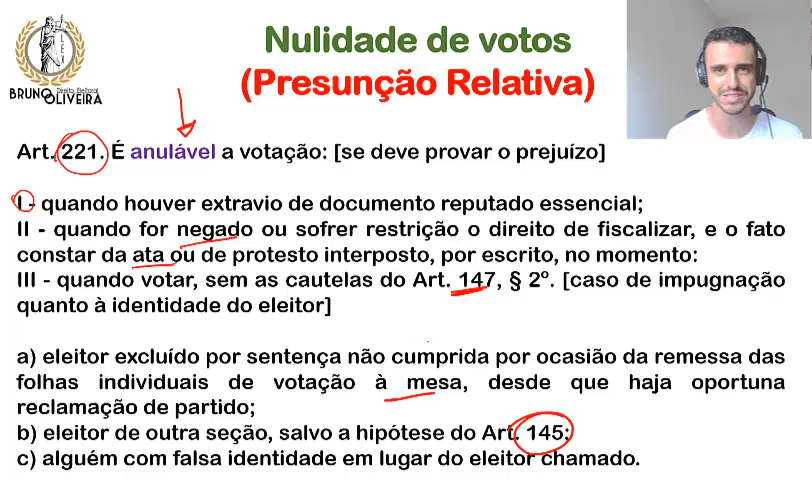 LEX
Direito Eleitoral
BRUNO OLIVEIRA
Nulidade de votos
(Presunção Relativa)
Art. 221. É anulável a votação: [se deve provar o prejuízo]
I - quando houver extravio de documento reputado essencial;
II - quando for negado ou sofrer restrição o direito de fiscalizar, e o fato
constar da ata ou de protesto interposto, por escrito, no momento:
III - quando votar, sem as cautelas do Art. 147, § 2º. [caso de impugnação
quanto à identidade do eleitor]
a) eleitor excluído por sentença não cumprida por ocasião da remessa das
folhas individuais de votação à mesa, desde que haja oportuna
reclamação de partido;
b) eleitor de outra seção, salvo a hipótese do Art. 145;
c) alguém com falsa identidade em lugar do eleitor chamado.